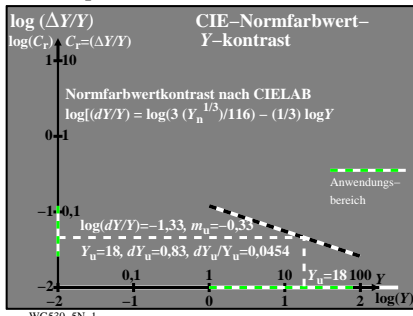 log (ΔY/Y)
CIE–Normfarbwert–
Y–kontrast
log(Cr) Cr=(ΔY/Y)
1 10
Normfarbwertkontrast nach CIELAB
log[(dY/Y) = log(3 (Yn^1/3)/116) – (1/3) logY
0 1
Anwendungs–
bereich
–1 0,1
log(dY/Y)=–1,33, mu=–0,33
Yu=18, dYu=0,83, dYu/Yu=0,0454
Yu=18
0,1 1 10 100 Y
–2
–2 –1 0 1 2 log(Y)
WG530–5N_1